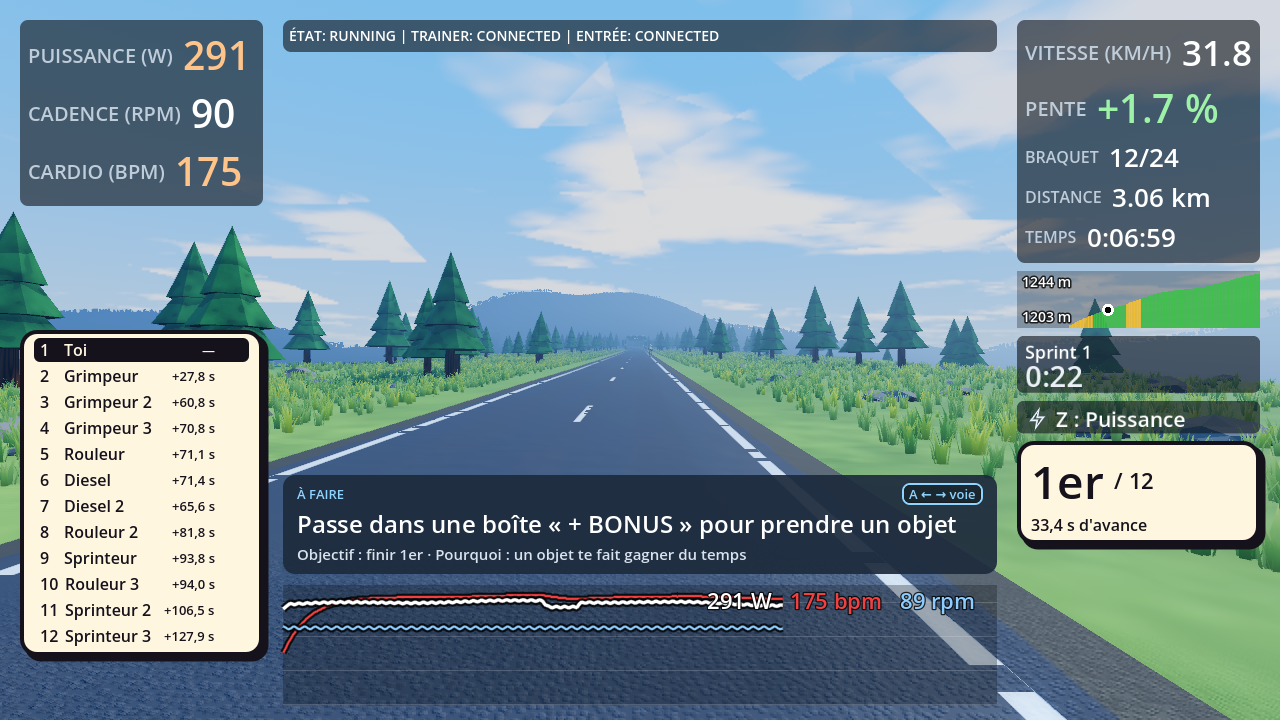 PUISSANCE (W) 291
CADENCE (RPM) 90
CARDIO (BPM) 175
ÉTAT: RUNNING | TRAINER: CONNECTED | ENTRÉE: CONNECTED
VITESSE (KM/H) 31.8
PENTE +1.7 %
BRAQUET 12/24
DISTANCE 3.06 km
TEMPS 0:06:59
1244 m
1203 m
Sprint 1
0:22
Z : Puissance
1er / 12
33,4 s d'avance
1 Toi —
2 Grimpeur +27,8 s
3 Grimpeur 2 +60,8 s
4 Grimpeur 3 +70,8 s
5 Rouleur +71,1 s
6 Diesel +71,4 s
7 Diesel 2 +65,6 s
8 Rouleur 2 +81,8 s
9 Sprinteur +93,8 s
10 Rouleur 3 +94,0 s
11 Sprinteur 2 +106,5 s
12 Sprinteur 3 +127,9 s
À FAIRE
A ← → voie
Passe dans une boîte « + BONUS » pour prendre un objet
Objectif : finir 1er · Pourquoi : un objet te fait gagner du temps
291 W 175 bpm 89 rpm